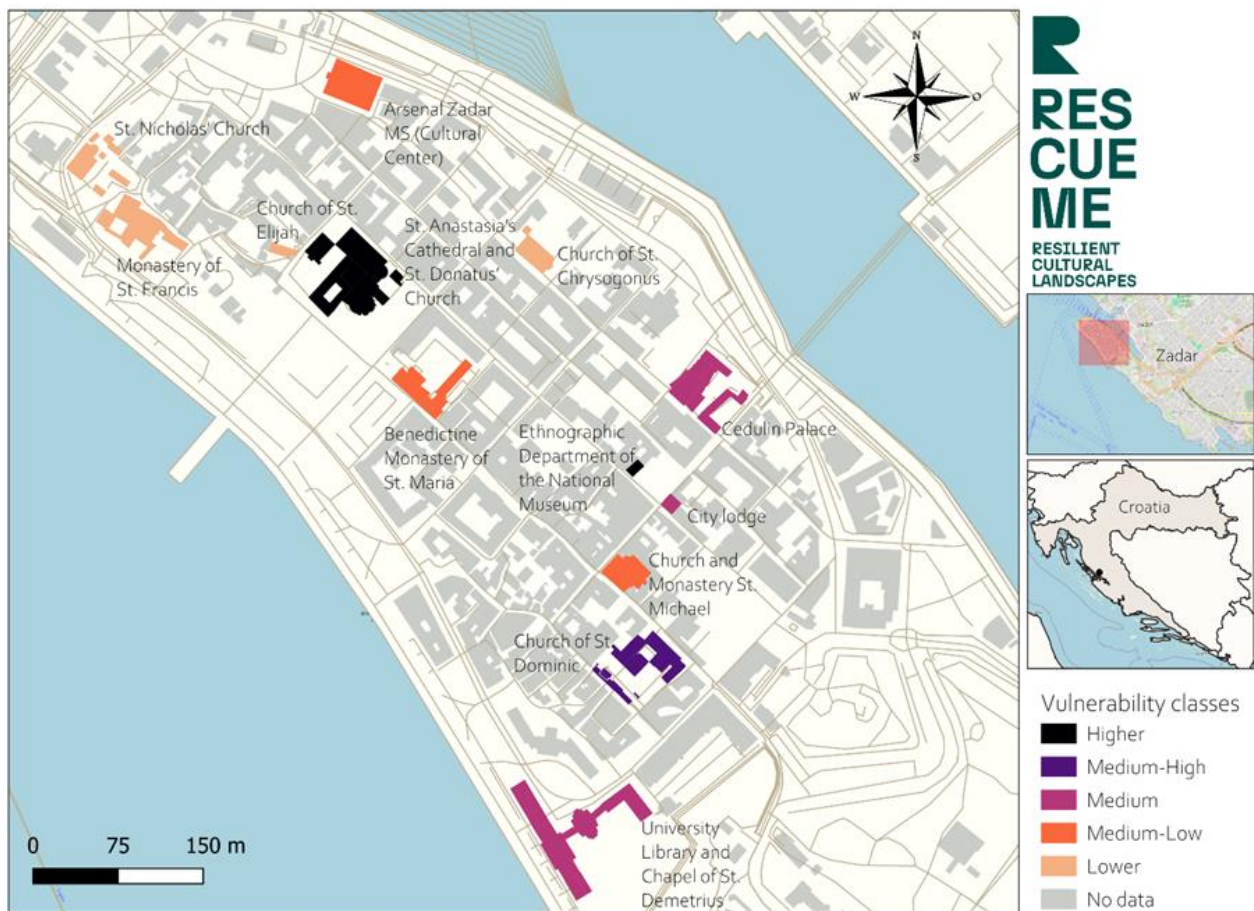 St. Nicholas' Church
Arsenal Zadar
MS (Cultural
Center)
Church of St.
Elijah
St. Anastasia's
Cathedral and
St. Donatus'
Church
Church of St.
Chrysogonus
Monastery of
St. Francis
Benedictine
Monastery of
St. Maria
Ethnographic
Department of
the National
Museum
Cedulin Palace
City lodge
Church and
Monastery St.
Michael
Church of St.
Dominic
University
Library and
Chapel of St.
Demetrius
0 75 150 m
N
W O
S
R
RES
CUE
ME
RESILIENT
CULTURAL
LANDSCAPES
Zadar
Croatia
Vulnerability classes
Higher
Medium-High
Medium
Medium-Low
Lower
No data